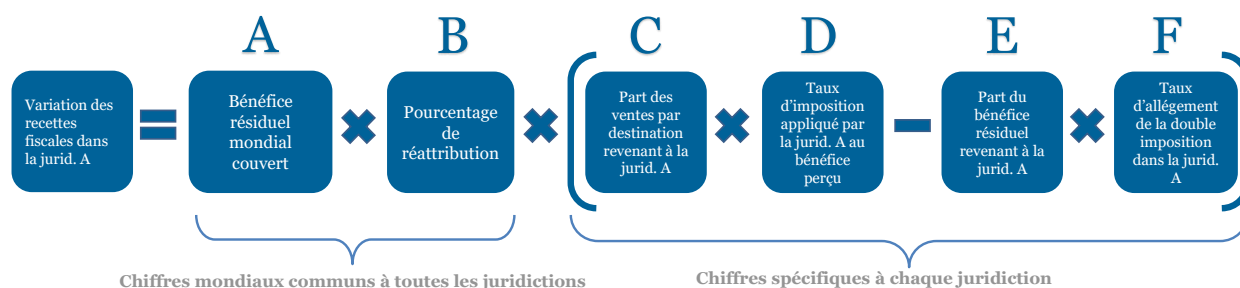 A
B
C
D
E
F
Variation des
recettes
fiscales dans
la jurid. A
Bénéfice
résiduel
mondial
couvert
Pourcentage
de
réattribution
Part des
ventes par
destination
revenant à la
jurid. A
Taux
d'imposition
appliqué par
la jurid. A au
bénéfice
perçu
Part du
bénéfice
résiduel
revenant à la
jurid. A
Taux
d'allégement
de la double
imposition
dans la jurid.
A
Chiffres mondiaux communs à toutes les juridictions
Chiffres spécifiques à chaque juridiction